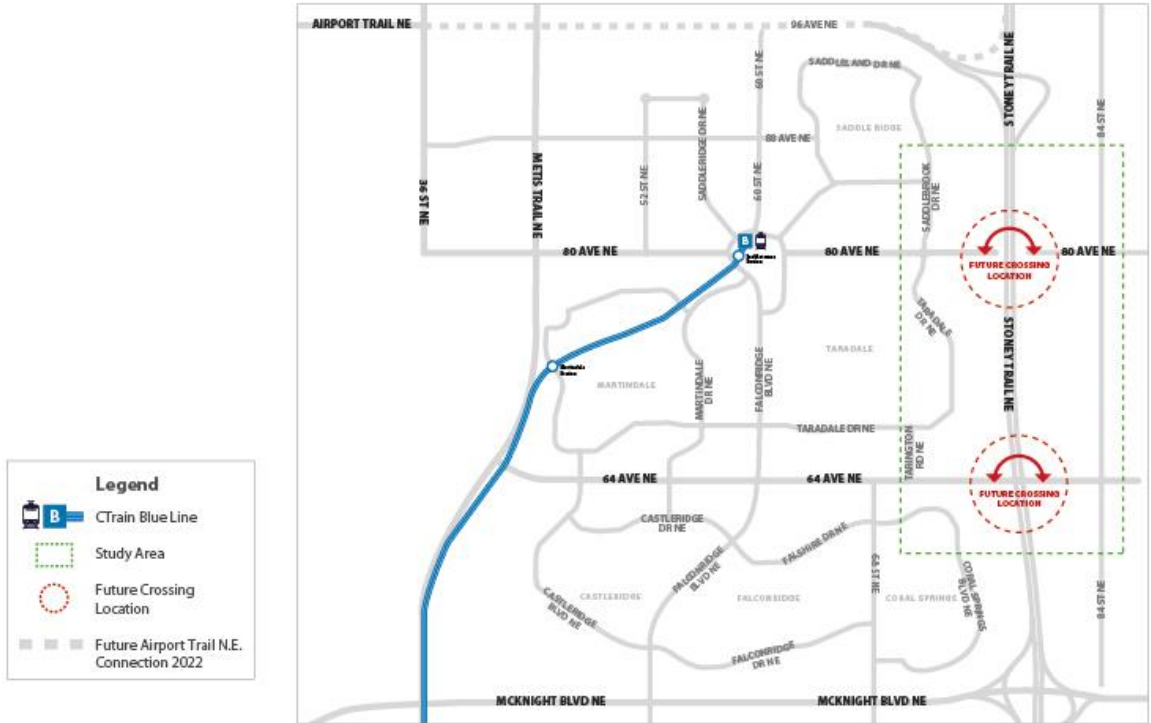 AIRPORT TRAIL NE
96 AVE NE
STONEY TRAIL NE
60 ST NE
SADDLELAND DR NE
84 ST NE
SADDLE RIDGE
88 AVE NE
METIS TRAIL NE
36 ST NE
52 ST NE
SADDLERIDGE DR NE
60 ST NE
SADDLEBROOK
DR NE
B
80 AVE NE
80 AVE NE
80 AVE NE
FUTURE CROSSING
LOCATION
TARADALE
DR NE
STONEY TRAIL NE
TARADALE
MARTINDALE
MARTINDALE
DR NE
FALCONRIDGE
BLVD NE
TARADALE DR NE
TARINGTON
RD NE
64 AVE NE
64 AVE NE
FUTURE CROSSING
LOCATION
CASTLERIDGE
DR NE
FALSHIRE DR NE
FALCONRIDGE
BLVD NE
68 ST NE
CORAL SPRINGS
BLVD NE
CASTLERIDGE
BLVD NE
CASTLERIDGE
FALCONRIDGE
CORAL SPRINGS
84 ST NE
FALCONRIDGE
DR NE
MCKNIGHT BLVD NE
MCKNIGHT BLVD NE
Legend
B
CTrain Blue Line
Study Area
Future Crossing
Location
Future Airport Trail N.E.
Connection 2022